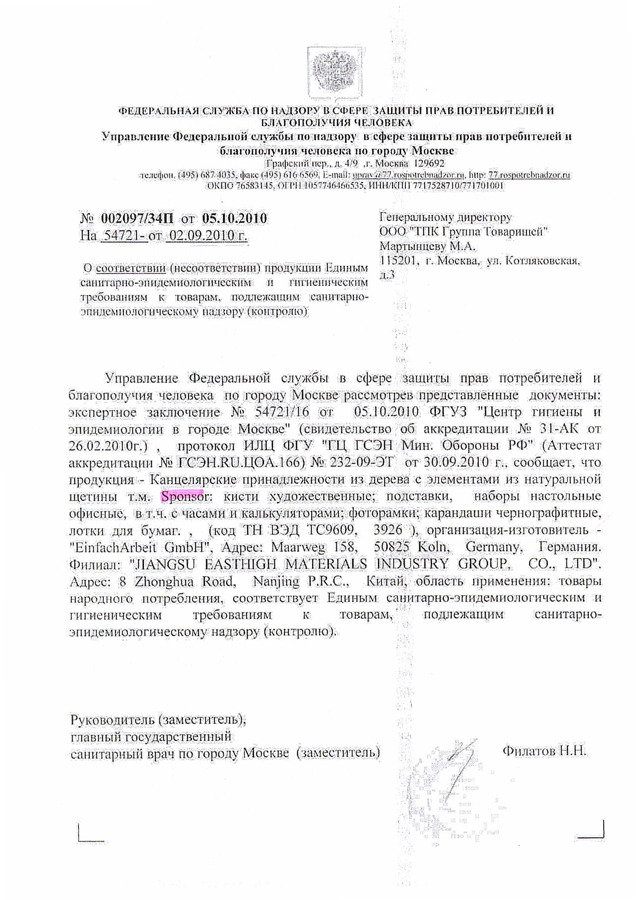 ФЕДЕРАЛЬНАЯ СЛУЖБА ПО НАДЗОРУ В СФЕРЕ ЗАЩИТЫ ПРАВ ПОТРЕБИТЕЛЕЙ И
БЛАГОПОЛУЧИЯ ЧЕЛОВЕКА
Управление Федеральной службы по надзору в сфере защиты прав потребителей и
благополучия человека по городу Москве
Графский пер., д. 4/9 ,г. Москва 129692
телефон. (495) 687 4035, факс (495) 616 6569, E-mail: uprav@77.rospotrebnadzor.ru, http: 77.rospotrebnadzor.ru
ОКПО 76583145, ОГРН 1057746466535, ИНН/КПП 7717528710/771701001
№ 002097/34П от 05.10.2010
На 54721- от 02.09.2010 г.
Генеральному директору
ООО "ТПК Группа Товарищей"
Мартынцеву М.А.
115201, г. Москва, ул. Котляковская,
д.3
О соответствии (несоответствии) продукции Единым
санитарно-эпидемиологическим и гигиеническим
требованиям к товарам, подлежащим санитарно-
эпидемиологическому надзору (контролю)
Управление Федеральной службы в сфере защиты прав потребителей и
благополучия человека по городу Москве рассмотрев представленные документы:
экспертное заключение № 54721/16 от 05.10.2010 ФГУЗ "Центр гигиены и
эпидемиологии в городе Москве" (свидетельство об аккредитации № 31-АК от
26.02.2010г.) , протокол ИЛЦ ФГУ "ГЦ ГСЭН Мин. Обороны РФ" (Аттестат
аккредитации № ГСЭН.RU.ЦОА.166) № 232-09-ЭТ от 30.09.2010 г., сообщает, что
продукция - Канцелярские принадлежности из дерева с элементами из натуральной
щетины т.м. Sponsor: кисти художественные; подставки, наборы настольные
офисные, в т.ч. с часами и калькуляторами; фоторамки; карандаши чернографитные,
лотки для бумаг. , (код ТН ВЭД ТС9609, 3926 ), организация-изготовитель -
"EinfachArbeit GmbH", Адрес: Maarweg 158, 50825 Koln, Germany, Германия.
Филиал: "JIANGSU EASTHIGH MATERIALS INDUSTRY GROUP, CO., LTD".
Адрес: 8 Zhonghua Road, Nanjing P.R.C., Китай, область применения: товары
народного потребления, соответствует Единым санитарно-эпидемиологическим и
гигиеническим требованиям к товарам, подлежащим санитарно-
эпидемиологическому надзору (контролю).
Руководитель (заместитель),
главный государственный
санитарный врач по городу Москве (заместитель)
Филатов Н.Н.